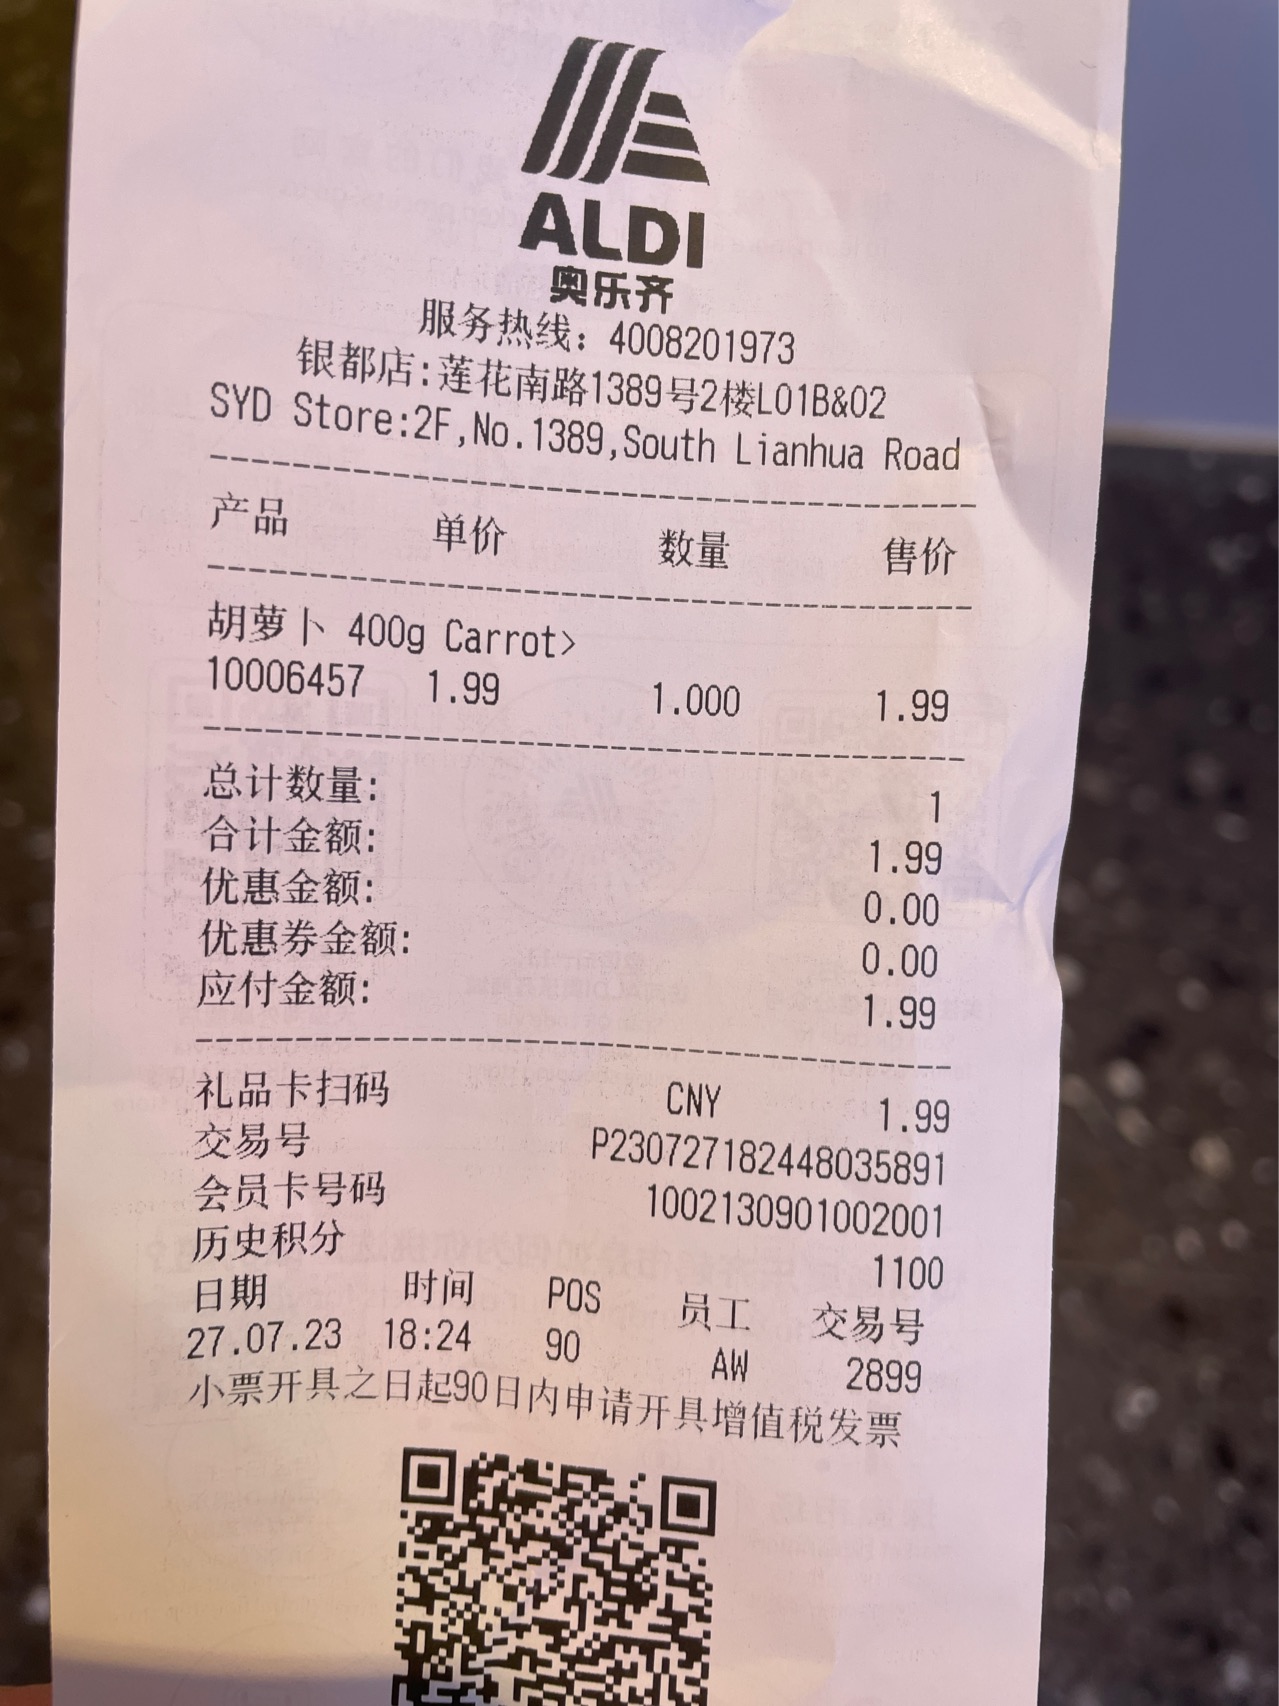 ALDI
奥乐齐
服务热线：4008201973
银都店:莲花南路1389号2楼L01B&02
SYD Store:2F,No.1389,South Lianhua Road
产品 单价 数量 售价
胡萝卜 400g Carrot>
10006457 1.99 1.000 1.99
总计数量: 1
合计金额: 1.99
优惠金额: 0.00
优惠券金额: 0.00
应付金额: 1.99
礼品卡扫码 CNY 1.99
交易号 P230727182448035891
会员卡号码 1002130901002001
历史积分 1100
日期 时间 POS 员工 交易号
27.07.23 18:24 90 AW 2899
小票开具之日起90日内申请开具增值税发票